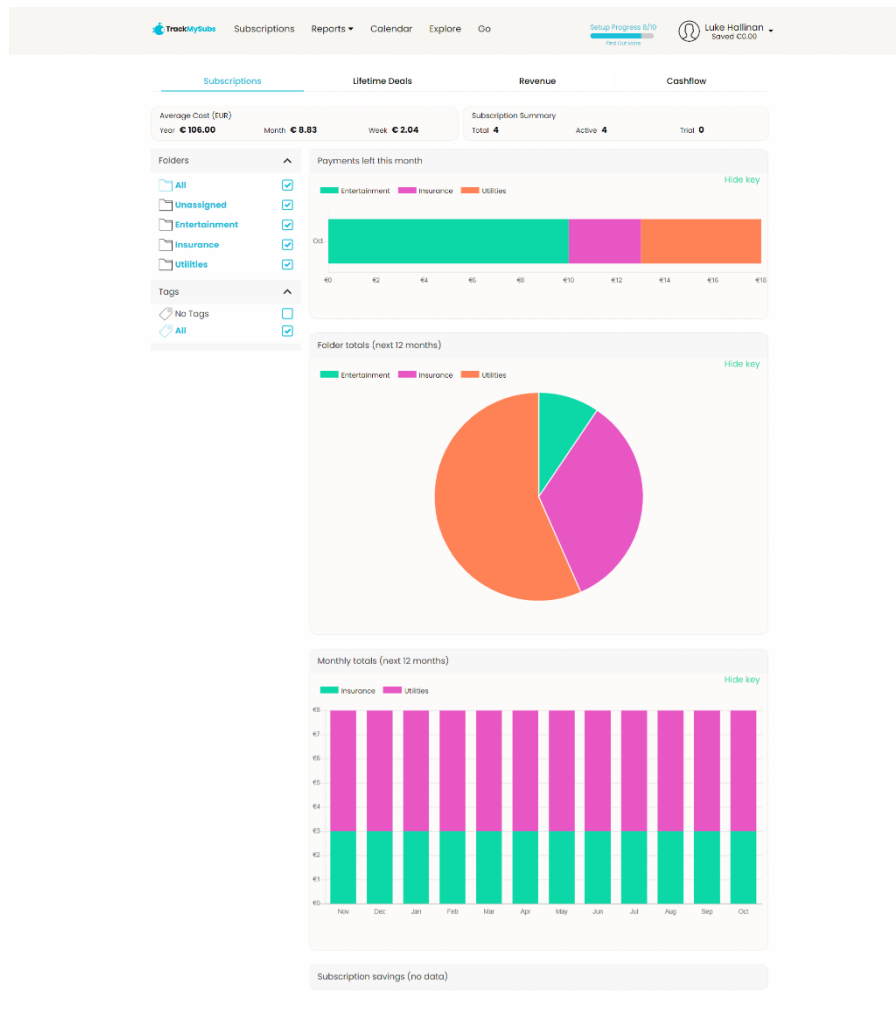 TrackMySubs Subscriptions Reports Calendar Explore Go Setup Progress 8/10 Luke Hallinan
Saved €0.00
Find Out More
Subscriptions Lifetime Deals Revenue Cashflow
Average Cost (EUR)
Year € 106.00 Month € 8.83 Week € 2.04
Subscription Summary
Total 4 Active 4 Trial 0
Folders
All
Unassigned
Entertainment
Insurance
Utilities
Tags
No Tags
All
Payments left this month
Hide key
Entertainment Insurance Utilities
Oct
€0 €2 €4 €6 €8 €10 €12 €14 €16 €18
Folder totals (next 12 months)
Hide key
Entertainment Insurance Utilities
Monthly totals (next 12 months)
Hide key
Insurance Utilities
€8
€7
€6
€5
€4
€3
€2
€1
€0
Nov Dec Jan Feb Mar Apr May Jun Jul Aug Sep Oct
Subscription savings (no data)